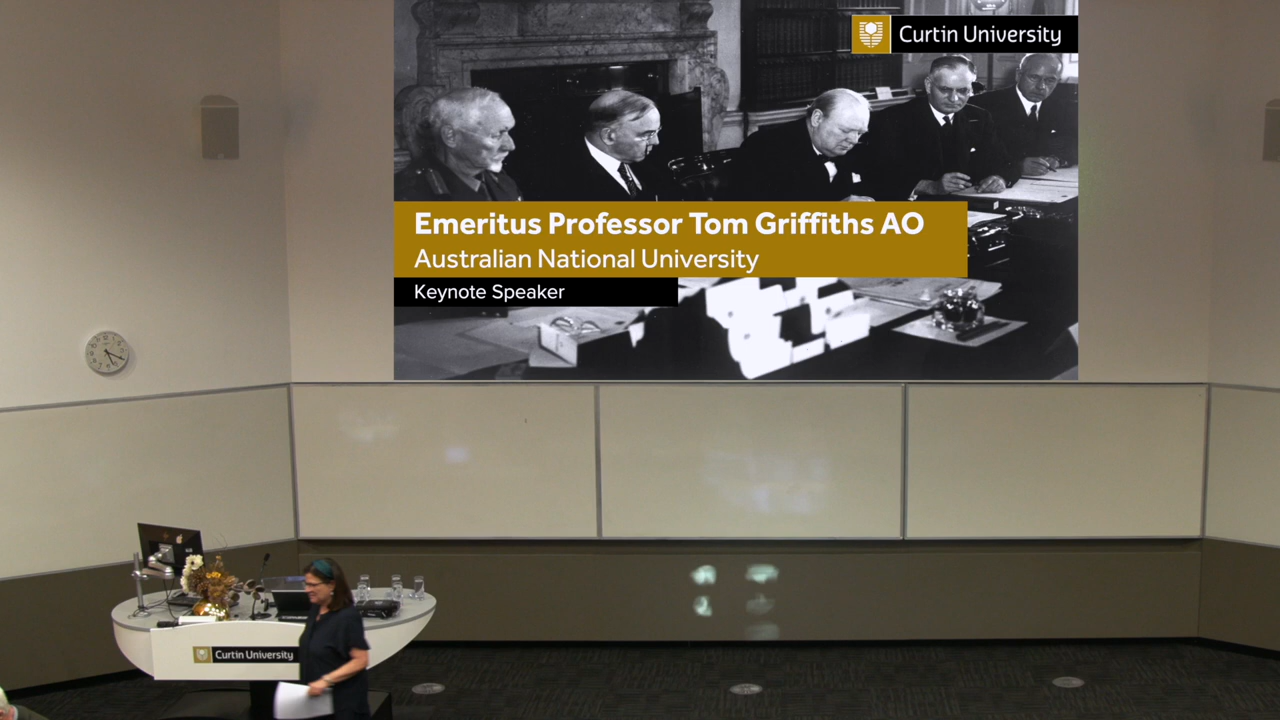 Curtin University
Emeritus Professor Tom Griffiths AO
Australian National University
Keynote Speaker
Curtin University